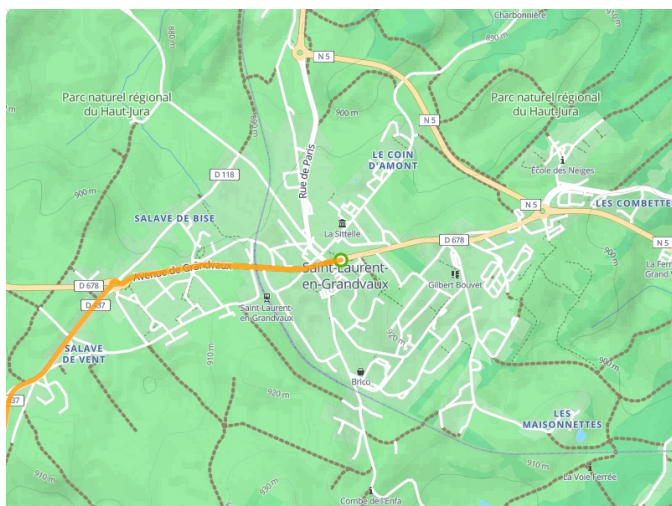 Charbonnière
880 m
890 m
N 5
Parc naturel régional
du Haut-Jura
Parc naturel régional
du Haut-Jura
900 m
880 m
N 5
Rue de Paris
LE COIN
D'AMONT
École des Neiges
D 118
900 m
N 5
LES COMBETTE
SALAVE DE BISE
La Sittelle
N 5
D 678
Avenue de Grandvaux
Saint-Laurent-
en-Grandvaux
La Ferm
Grand V
D 678
Gilbert Bouvet
Saint-Laurent-
en-Grandvaux
920 m
SALAVE
DE VENT
910 m
900 m
Brico
37
920 m
LES
MAISONNETTES
910 m
910 m
La Voie Ferrée
930 m
Combe de l'Enfa